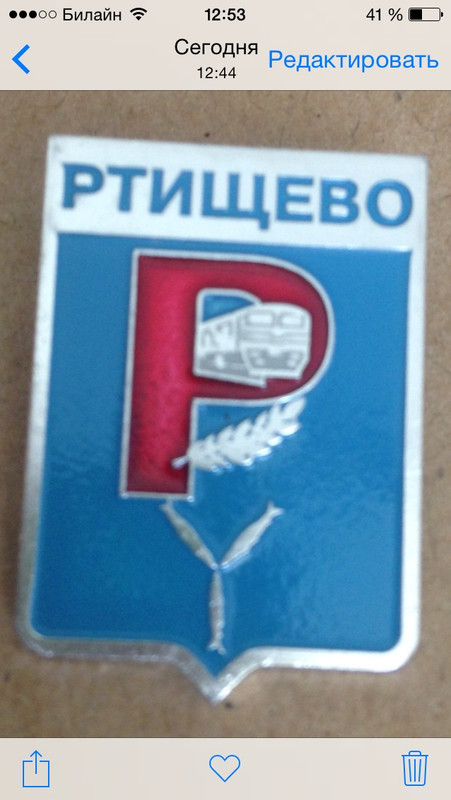 Билайн 12:53 41 %
Сегодня
12:44
Редактировать
РТИЩЕВО
Р